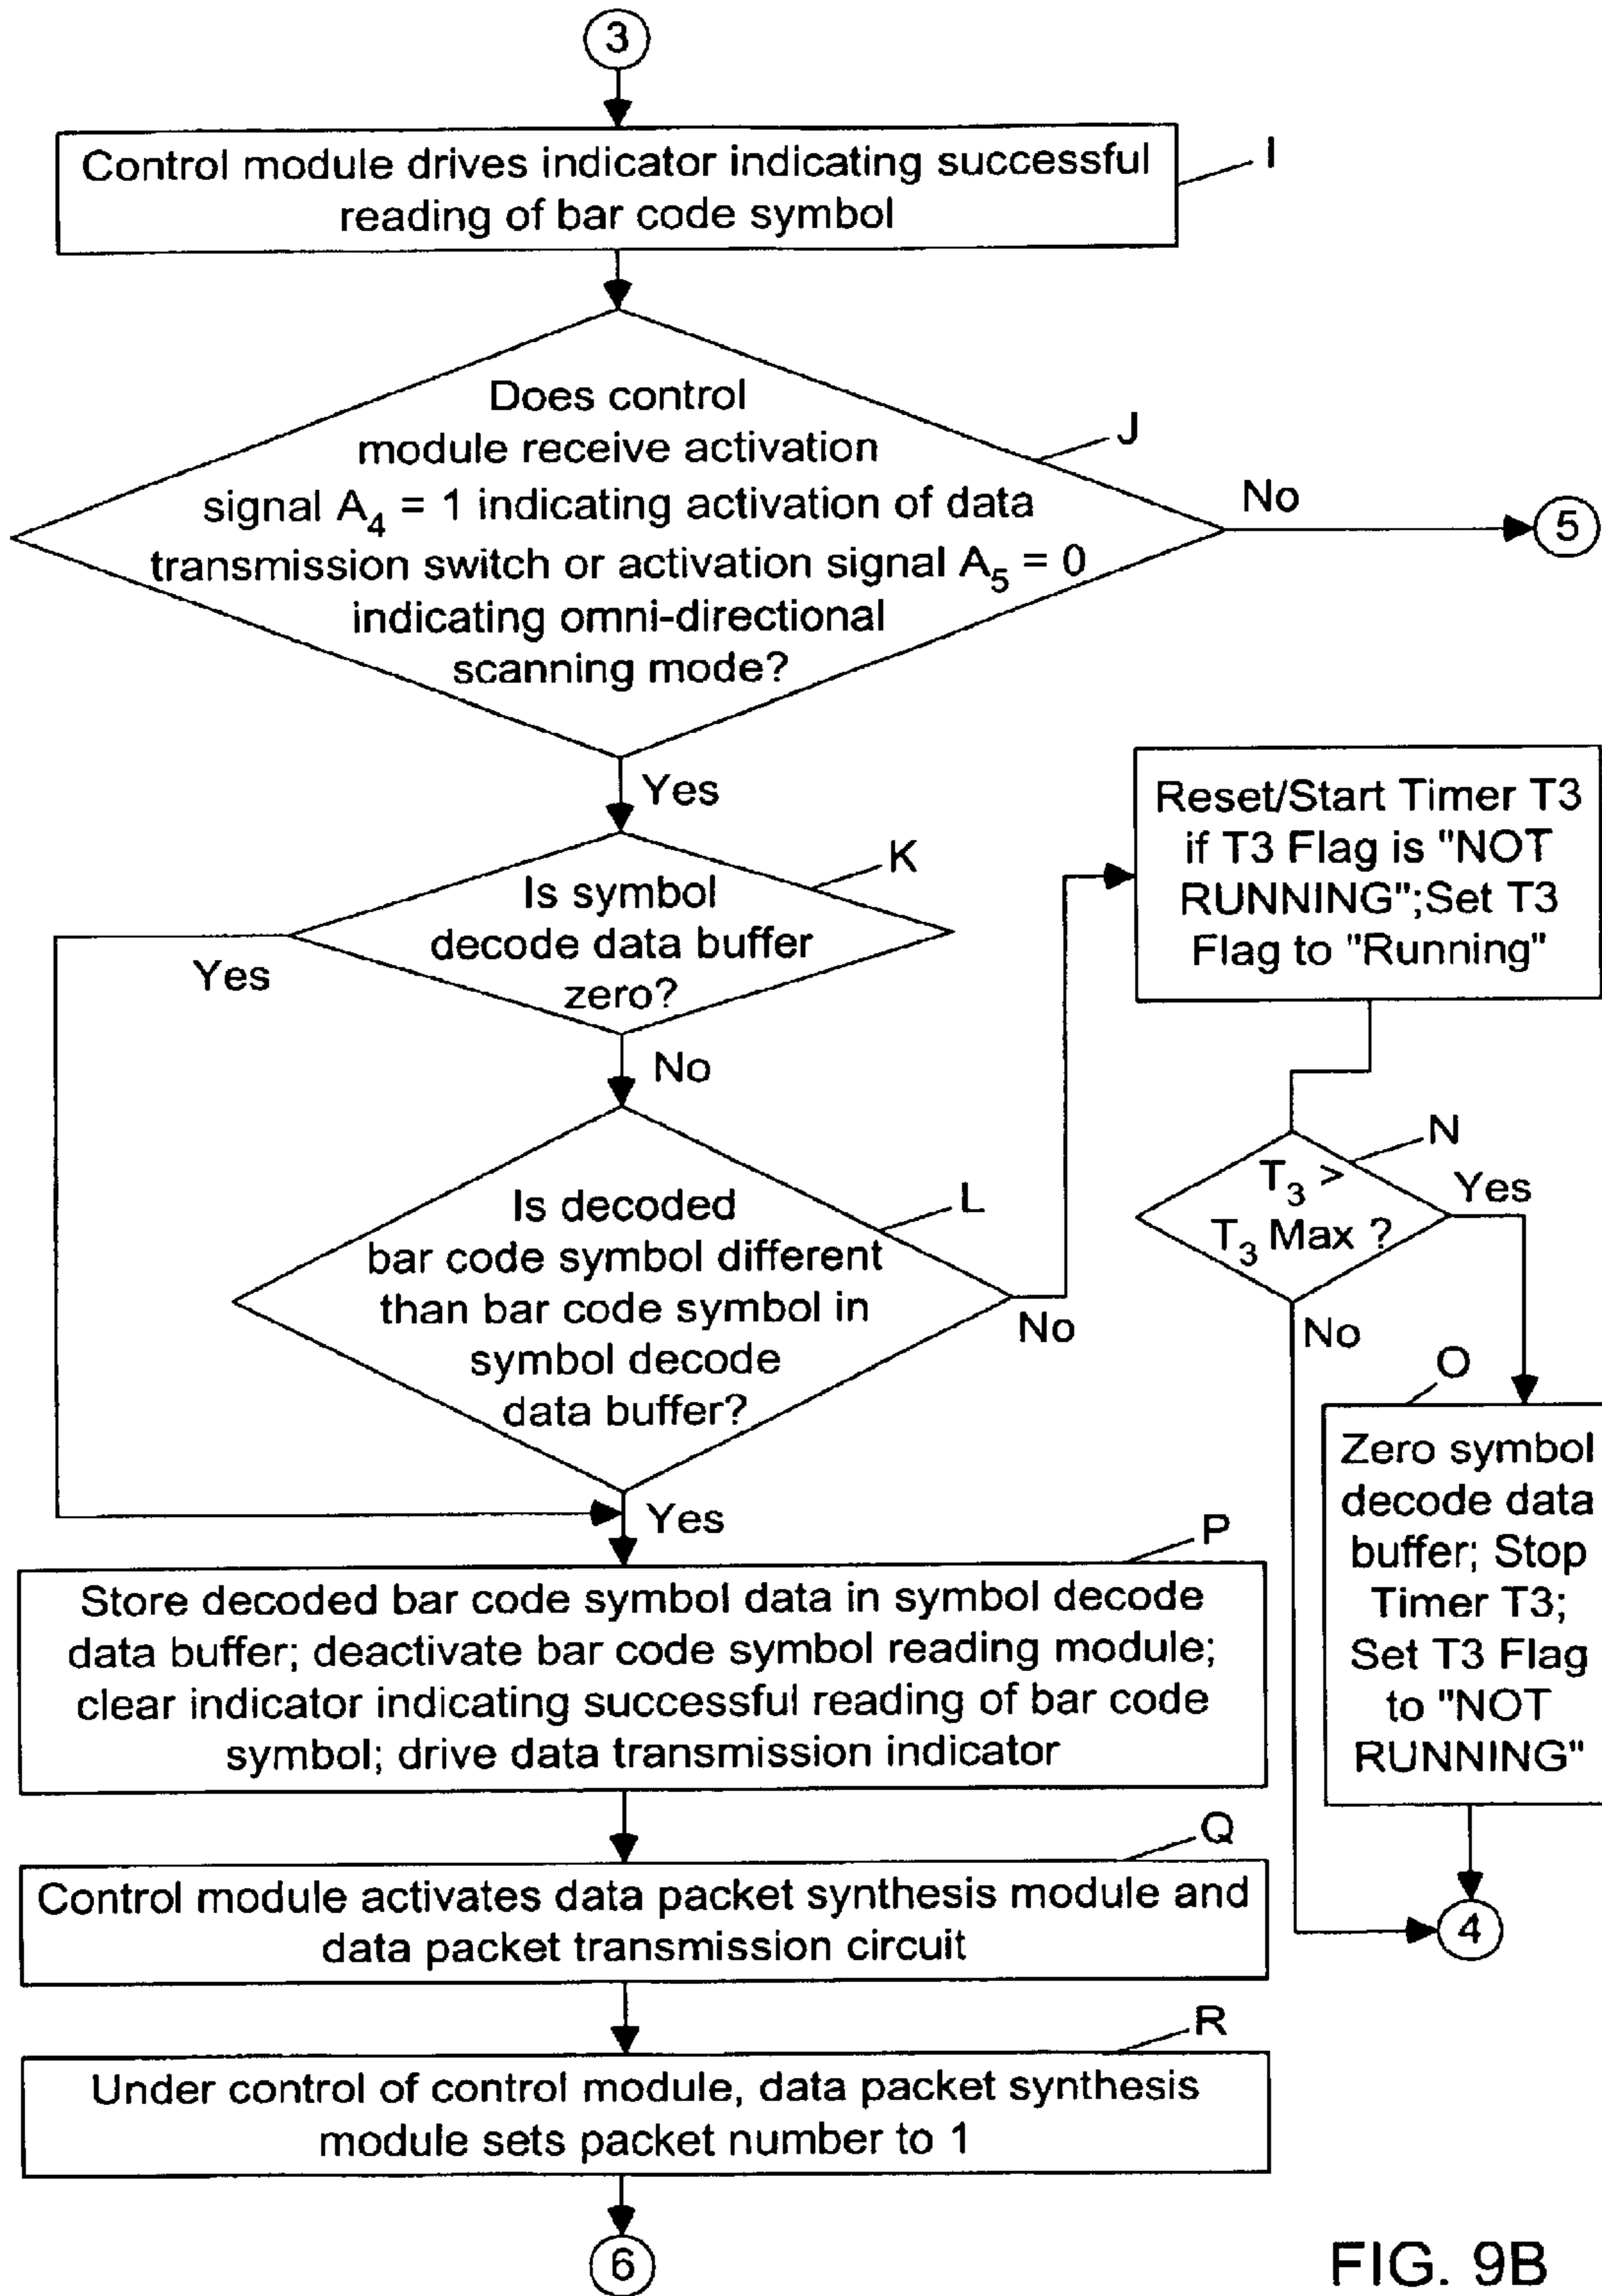 3
Control module drives indicator indicating successful
reading of bar code symbol
I
Does control
module receive activation
signal A4 = 1 indicating activation of data
transmission switch or activation signal A5 = 0
indicating omni-directional
scanning mode?
J
No
5
Yes
Is symbol
decode data buffer
zero?
K
Yes
No
Is decoded
bar code symbol different
than bar code symbol in
symbol decode
data buffer?
L
No
Yes
Reset/Start Timer T3
if T3 Flag is "NOT
RUNNING";Set T3
Flag to "Running"
N
T3 >
T3 Max ?
Yes
No
O
Zero symbol
decode data
buffer; Stop
Timer T3;
Set T3 Flag
to "NOT
RUNNING"
4
P
Store decoded bar code symbol data in symbol decode
data buffer; deactivate bar code symbol reading module;
clear indicator indicating successful reading of bar code
symbol; drive data transmission indicator
Q
Control module activates data packet synthesis module and
data packet transmission circuit
R
Under control of control module, data packet synthesis
module sets packet number to 1
6
FIG. 9B